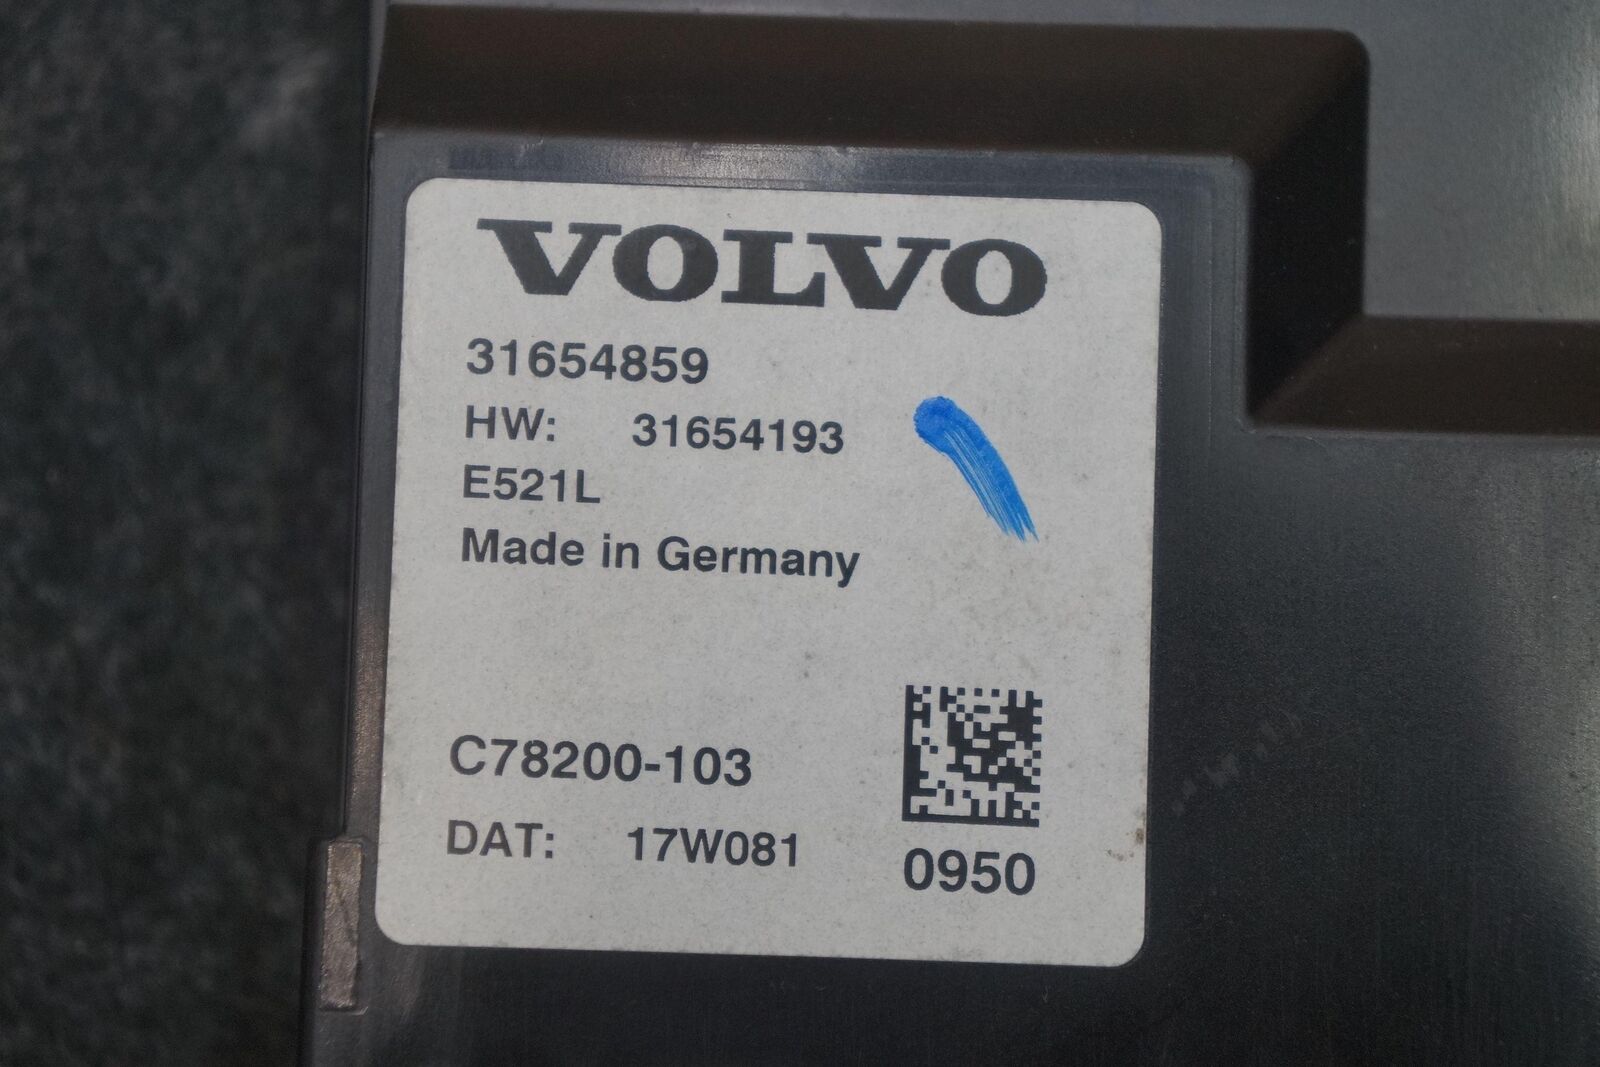 VOLVO
31654859
HW: 31654193
E521L
Made in Germany
C78200-103
DAT: 17W081
0950